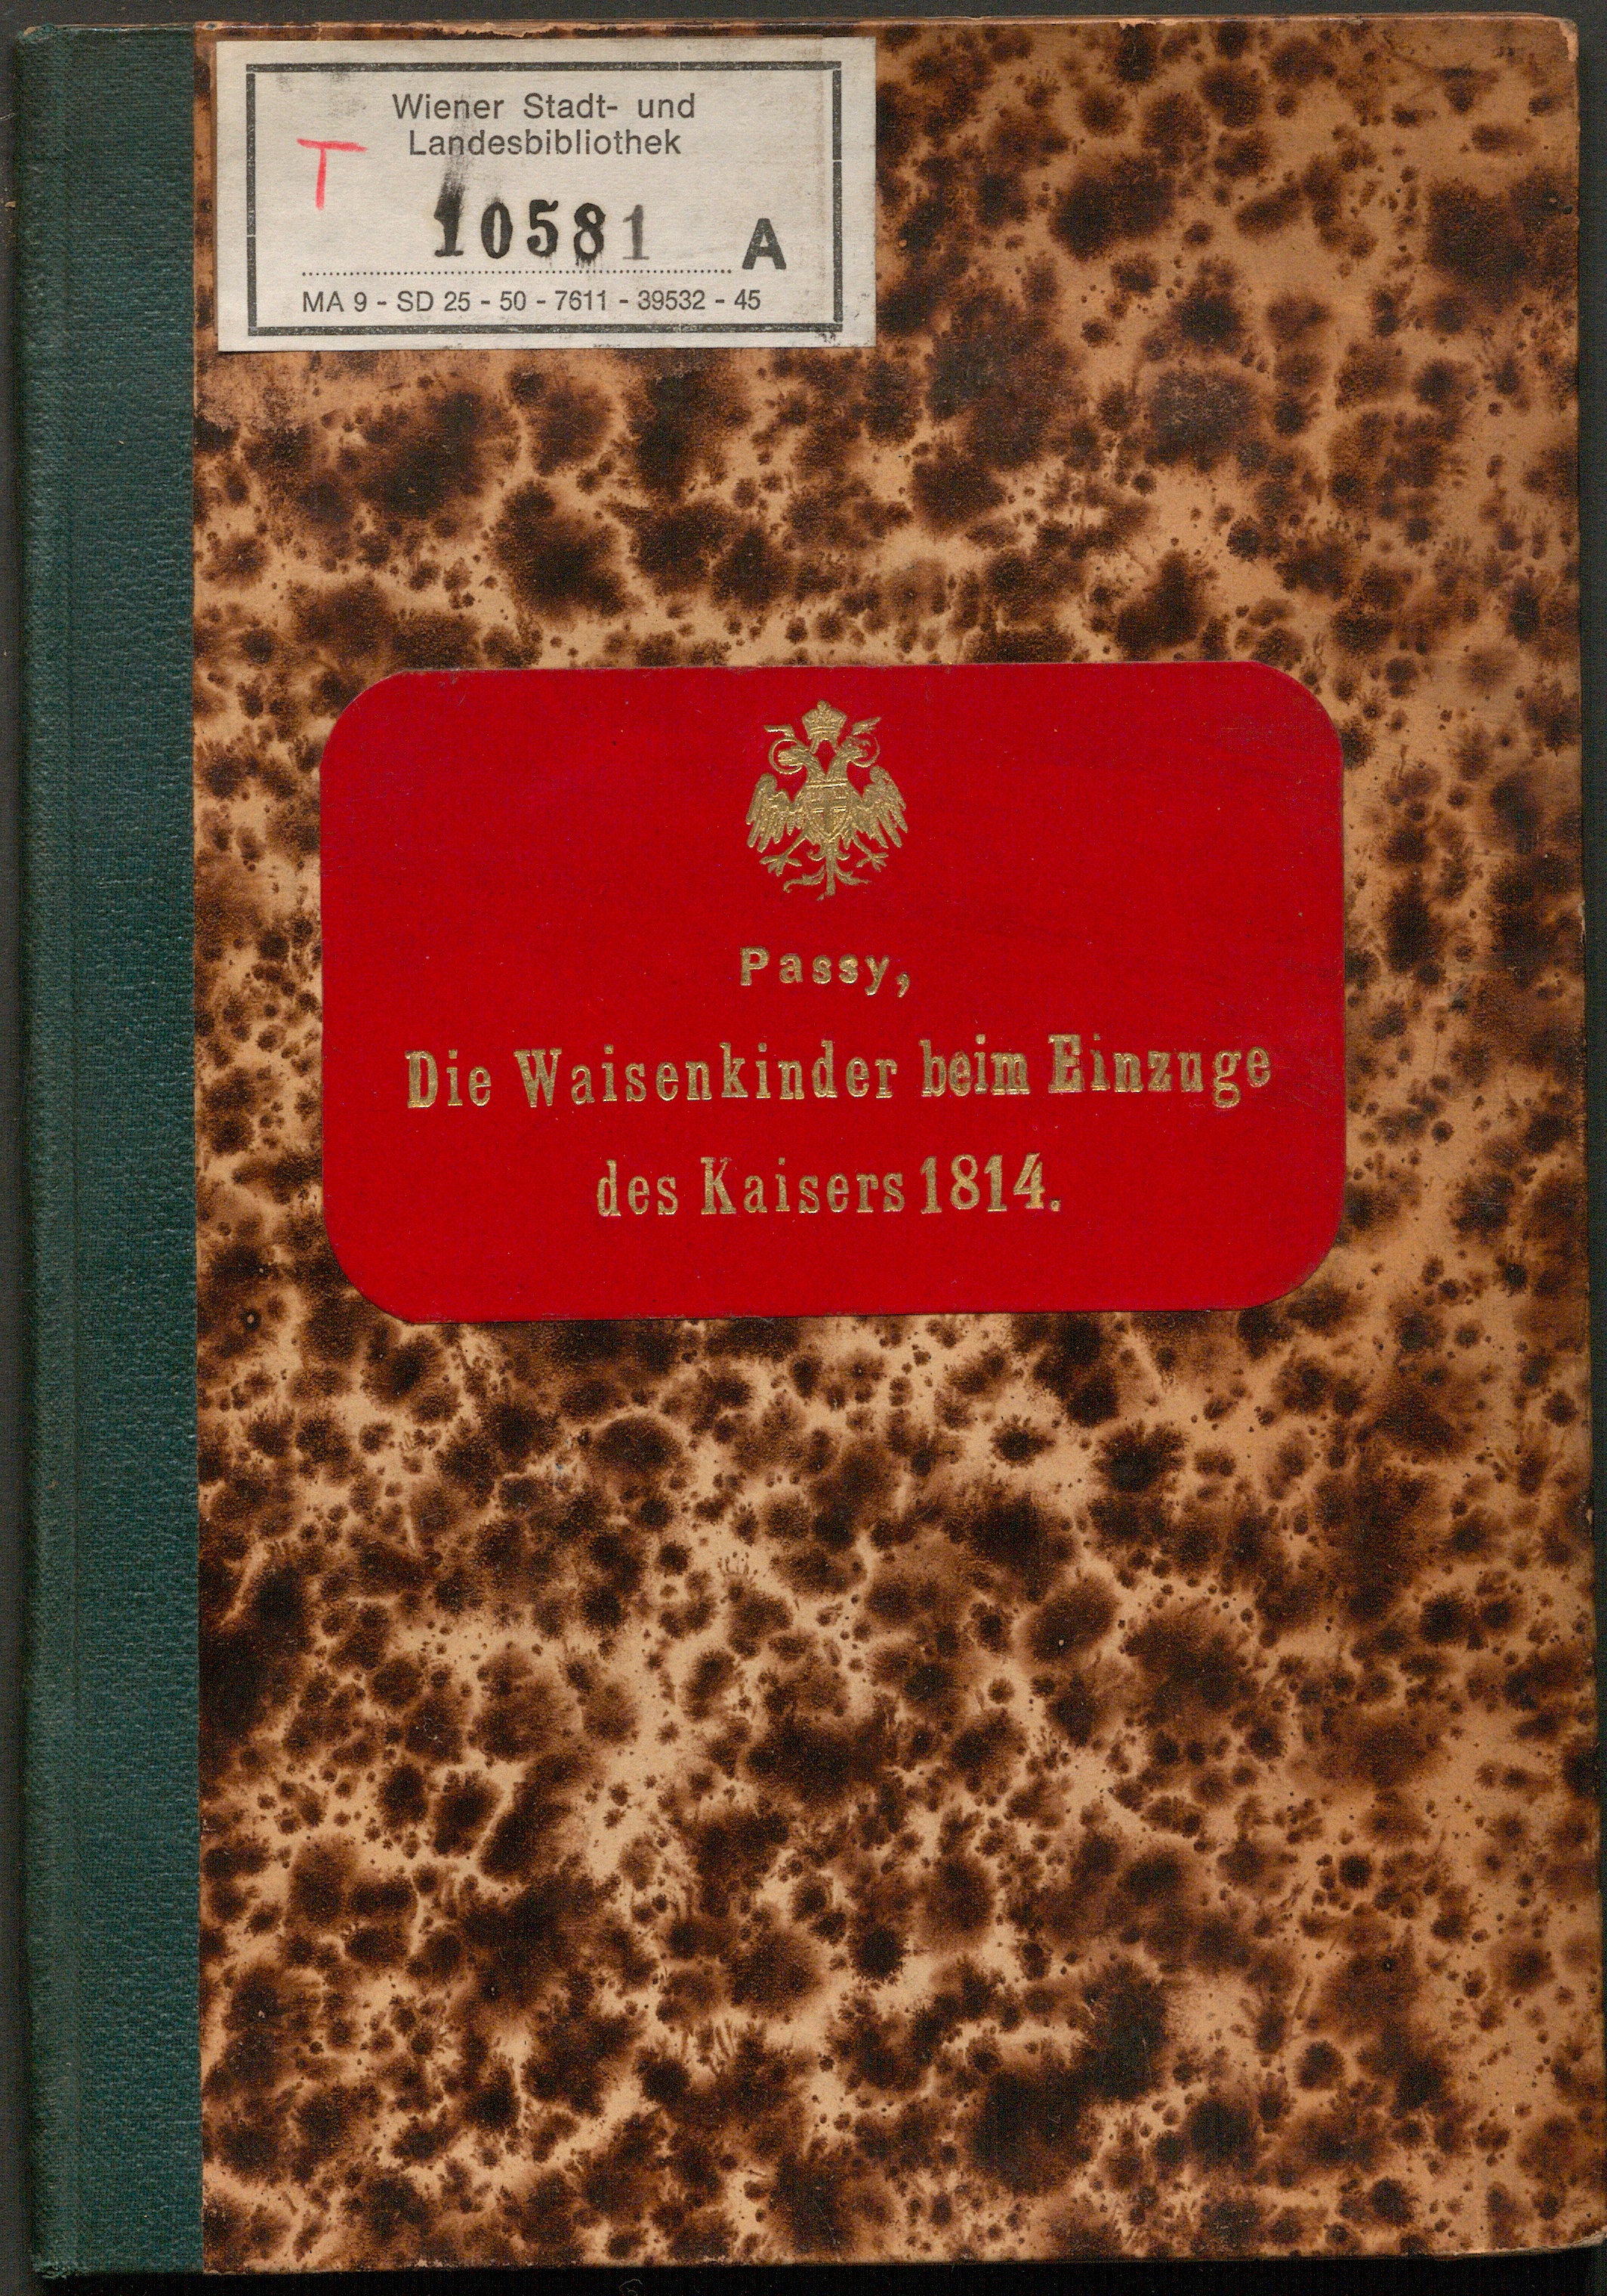 Wiener Stadt- und
Landesbibliothek
T
10581 A
MA 9 - SD 25 - 50 - 7611 - 39532 - 45
Passy,
Die Waisenkinder beim Einzuge
des Kaisers 1814.